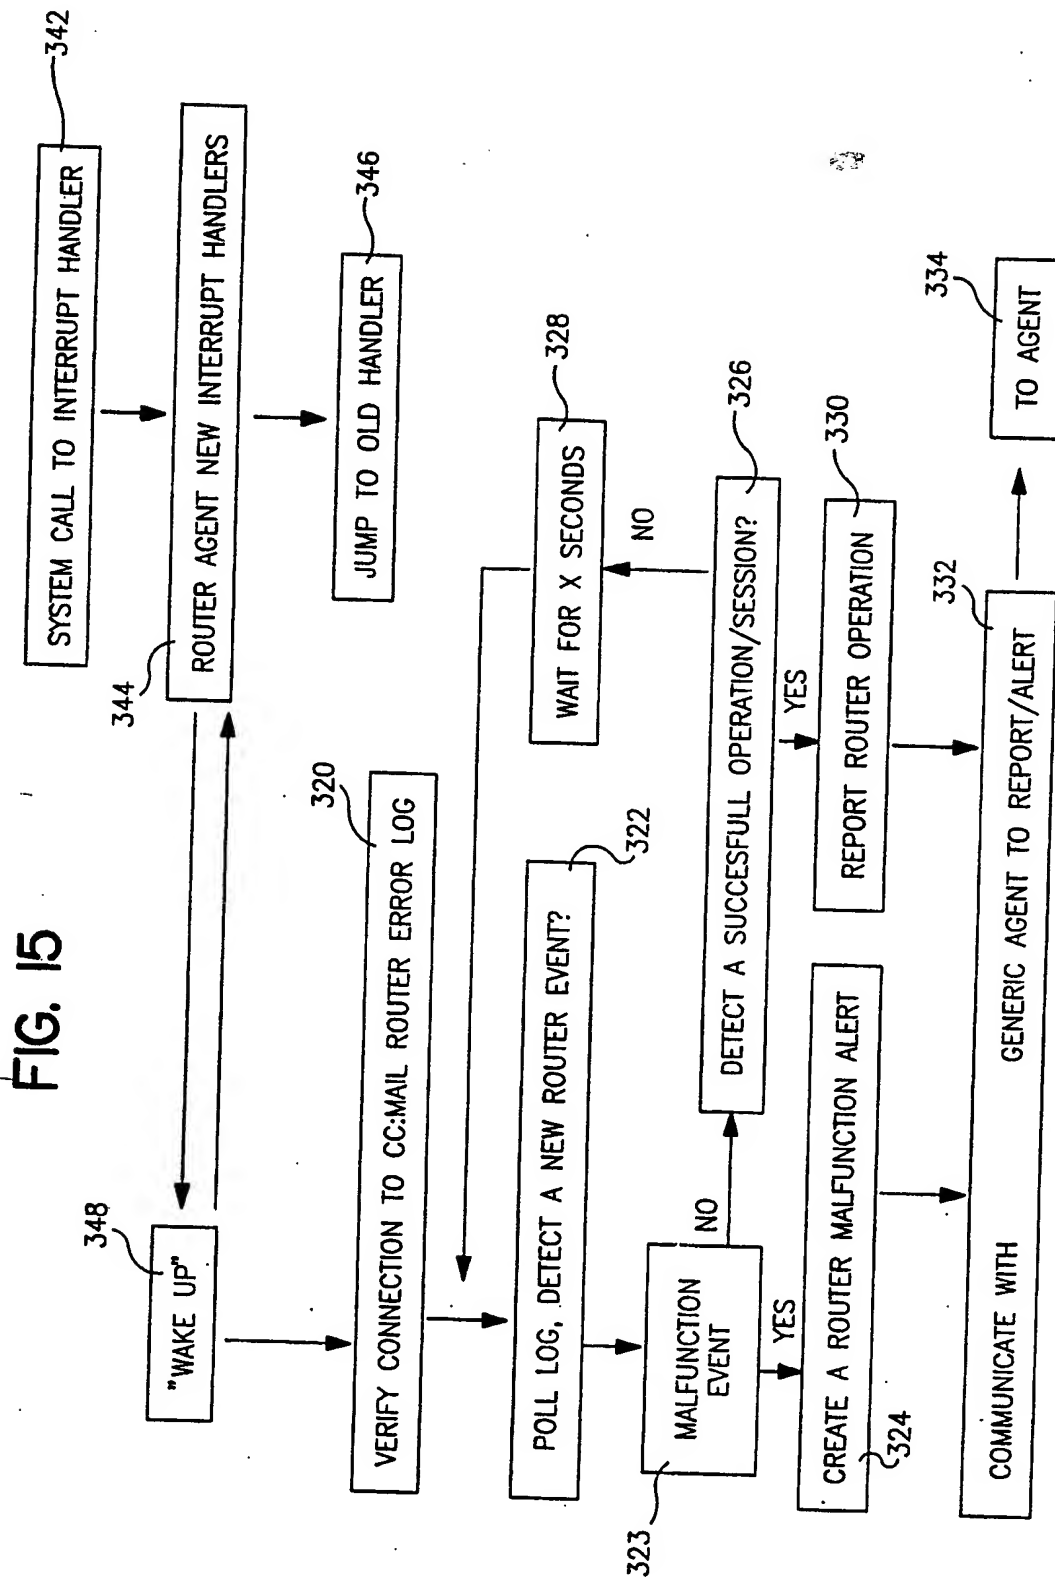 FIG. 15
342
SYSTEM CALL TO INTERRUPT HANDLER
344
ROUTER AGENT NEW INTERRUPT HANDLERS
346
JUMP TO OLD HANDLER
348
"WAKE UP"
320
VERIFY CONNECTION TO CC:MAIL ROUTER ERROR LOG
328
WAIT FOR X SECONDS
322
POLL LOG, DETECT A NEW ROUTER EVENT?
NO
323
MALFUNCTION
EVENT
NO
326
DETECT A SUCCESFULL OPERATION/SESSION?
YES
YES
324
CREATE A ROUTER MALFUNCTION ALERT
330
REPORT ROUTER OPERATION
332
COMMUNICATE WITH GENERIC AGENT TO REPORT/ALERT
334
TO AGENT